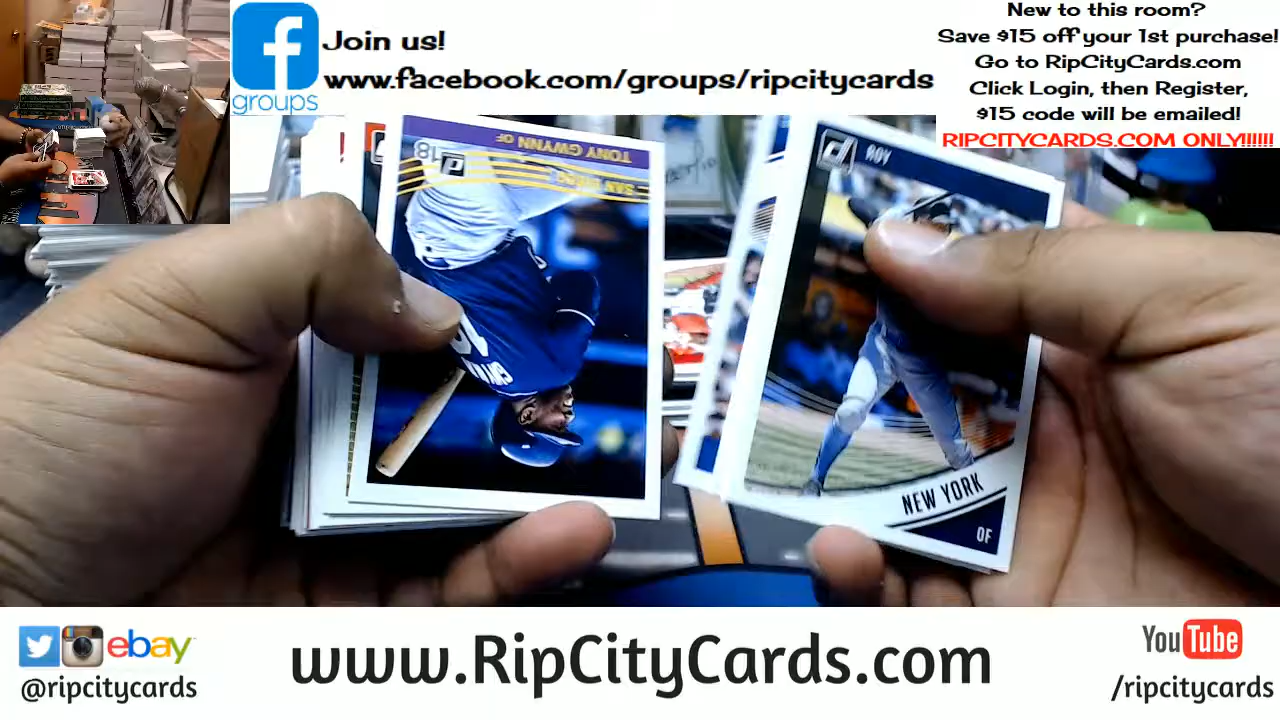 Join us!
www.facebook.com/groups/ripcitycards
groups
New to this room?
Save $15 off your 1st purchase!
Go to RipCityCards.com
Click Login, then Register,
$15 code will be emailed!
RIPCITYCARDS.COM ONLY!!!!!!
TONY GWYNN OF
SAN DIEGO
18
ROY
NEW YORK
OF
ebay
@ripcitycards
www.RipCityCards.com
YouTube
/ripcitycards